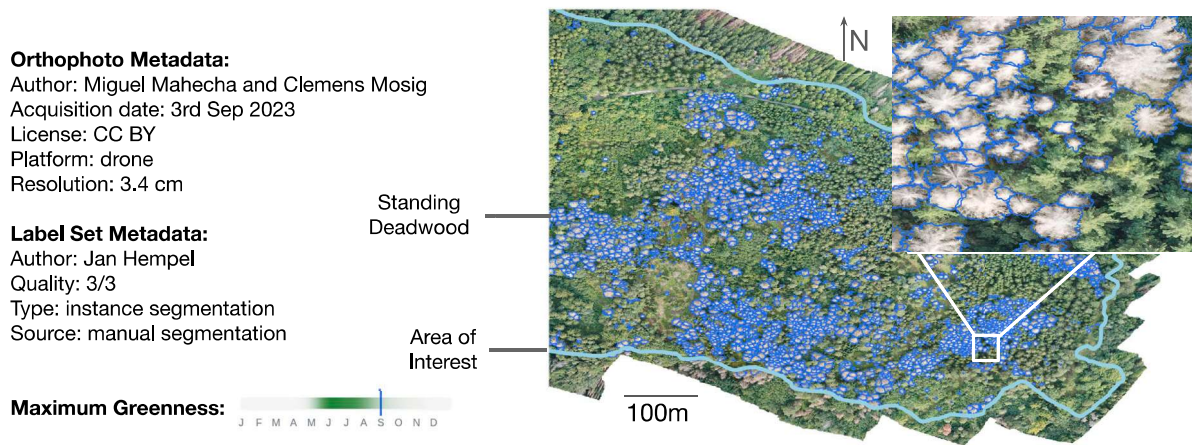 Orthophoto Metadata:
Author: Miguel Mahecha and Clemens Mosig
Acquisition date: 3rd Sep 2023
License: CC BY
Platform: drone
Resolution: 3.4 cm
Label Set Metadata:
Author: Jan Hempel
Quality: 3/3
Type: instance segmentation
Source: manual segmentation
Maximum Greenness:
J F M A M J J A S O N D
Standing
Deadwood
Area of
Interest
N
100m